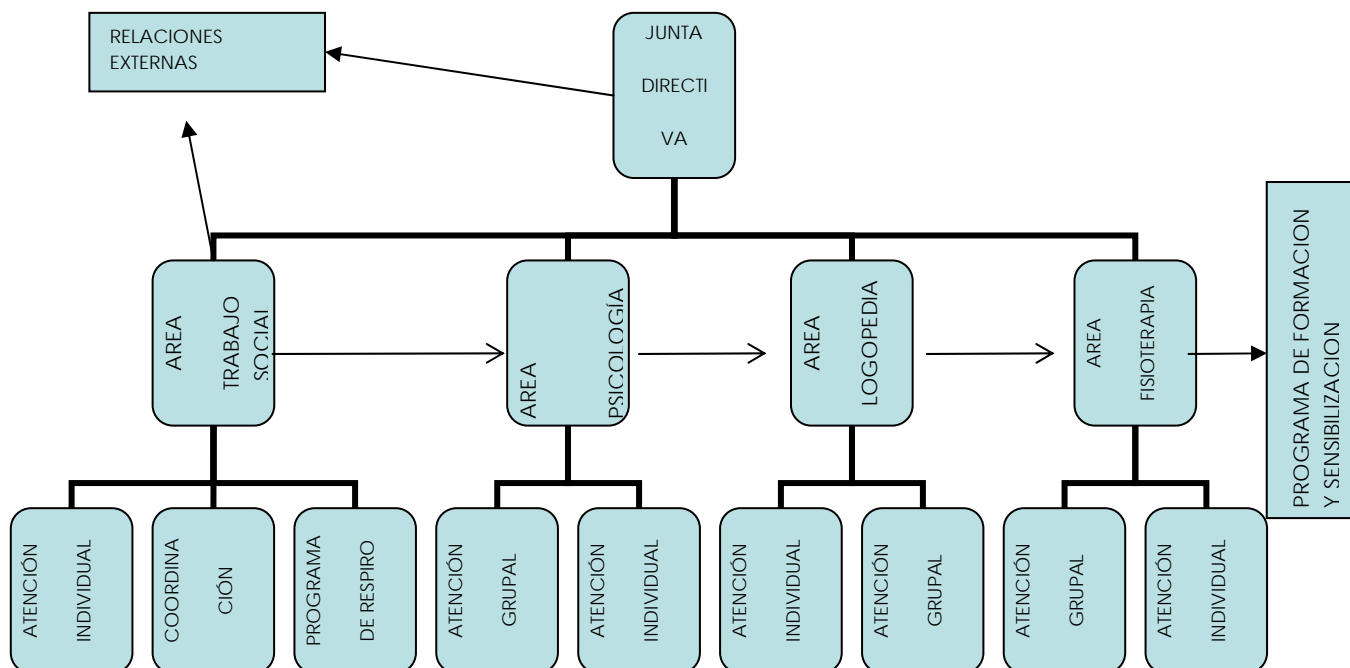 RELACIONES
EXTERNAS
JUNTA
DIRECTI
VA
AREA
TRABAJO
SOCIAL
AREA
PSICOLOGÍA
AREA
LOGOPEDIA
AREA
FISIOTERAPIA
PROGRAMA DE FORMACION
Y SENSIBILIZACION
ATENCIÓN
INDIVIDUAL
COORDINA
CIÓN
PROGRAMA
DE RESPIRO
ATENCIÓN
GRUPAL
ATENCIÓN
INDIVIDUAL
ATENCIÓN
INDIVIDUAL
ATENCIÓN
GRUPAL
ATENCIÓN
GRUPAL
ATENCIÓN
INDIVIDUAL